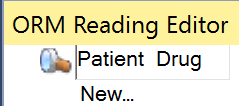 ORM Reading Editor
Patient Drug
New...